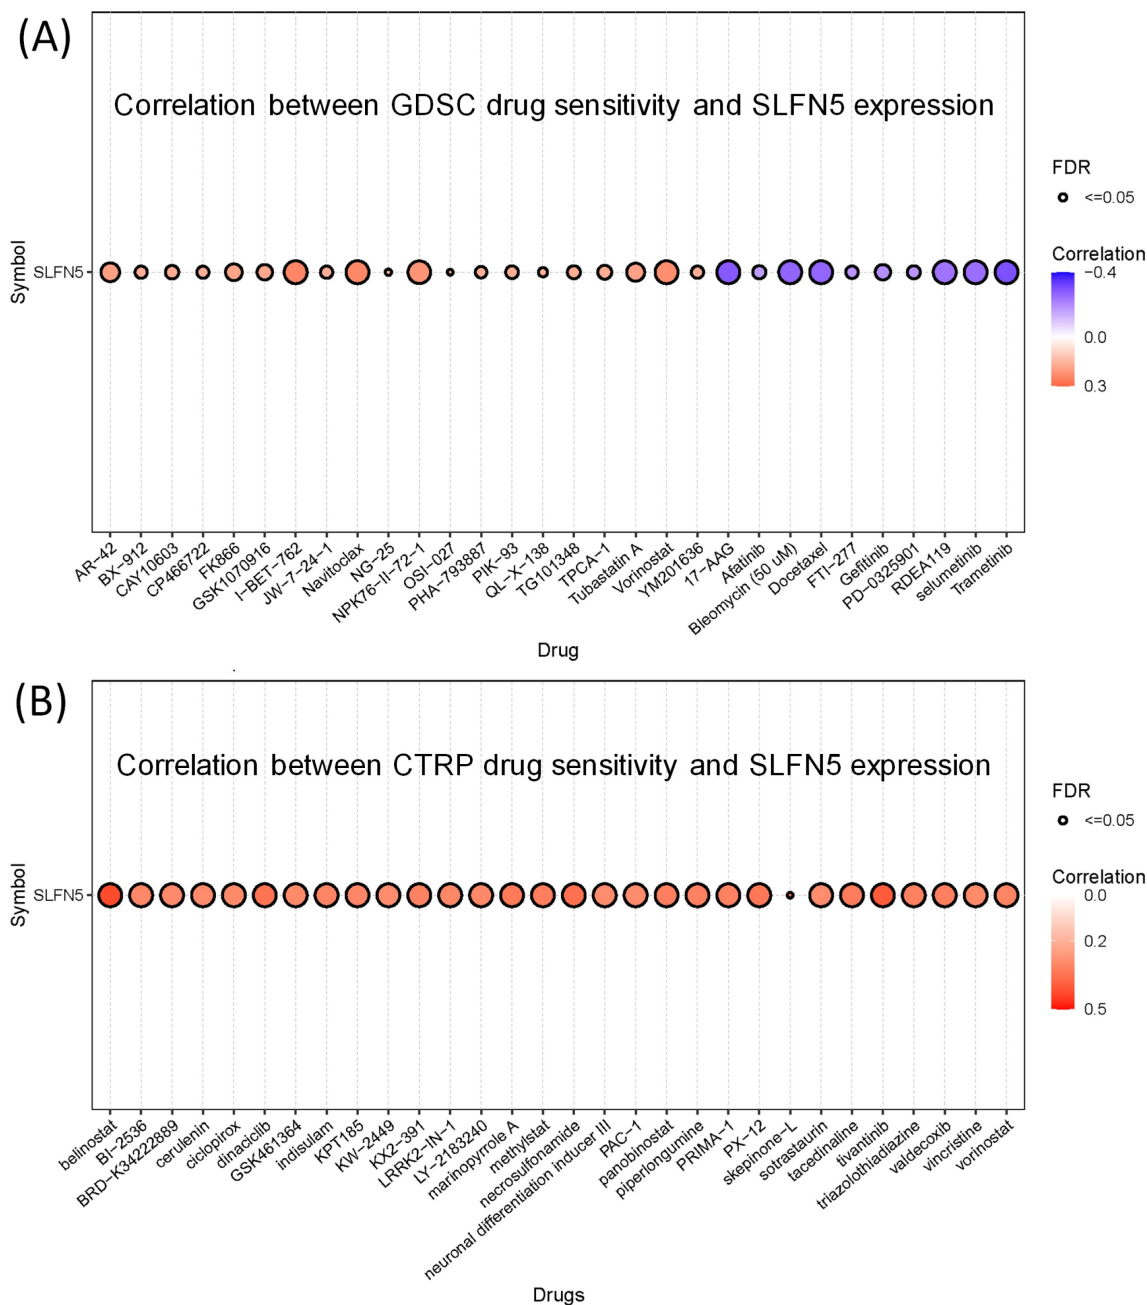 (A)
Correlation between GDSC drug sensitivity and SLFN5 expression
Symbol
SLFN5
FDR
<=0.05
Correlation
−0.4
0.0
0.3
AR−42
BX−912
CAY10603
CP466722
FK866
GSK1070916
I−BET−762
JW−7−24−1
Navitoclax
NG−25
NPK76−II−72−1
OSI−027
PHA−793887
PIK−93
QL−X−138
TG101348
TPCA−1
Tubastatin A
Vorinostat
YM201636
17−AAG
Afatinib
Bleomycin (50 uM)
Docetaxel
FTI−277
Gefitinib
PD−0325901
RDEA119
selumetinib
Trametinib
Drug
(B)
Correlation between CTRP drug sensitivity and SLFN5 expression
Symbol
SLFN5
FDR
<=0.05
Correlation
0.0
0.2
0.5
belinostat
BI−2536
BRD−K34222889
cerulenin
ciclopirox
dinaciclib
GSK461364
indisulam
KPT185
KW−2449
KX2−391
LRRK2−IN−1
LY−2183240
marinopyrrole A
methylstat
necrosulfonamide
neuronal differentiation inducer III
PAC−1
panobinostat
piperlongumine
PRIMA−1
PX−12
skepinone−L
sotrastaurin
tacedinaline
tivantinib
triazolothiadiazine
valdecoxib
vincristine
vorinostat
Drugs